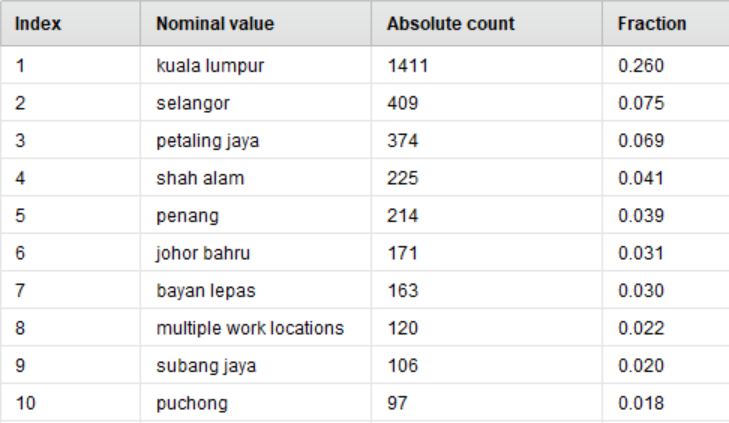 Index Nominal value Absolute count Fraction
1 kuala lumpur 1411 0.260
2 selangor 409 0.075
3 petaling jaya 374 0.069
4 shah alam 225 0.041
5 penang 214 0.039
6 johor bahru 171 0.031
7 bayan lepas 163 0.030
8 multiple work locations 120 0.022
9 subang jaya 106 0.020
10 puchong 97 0.018